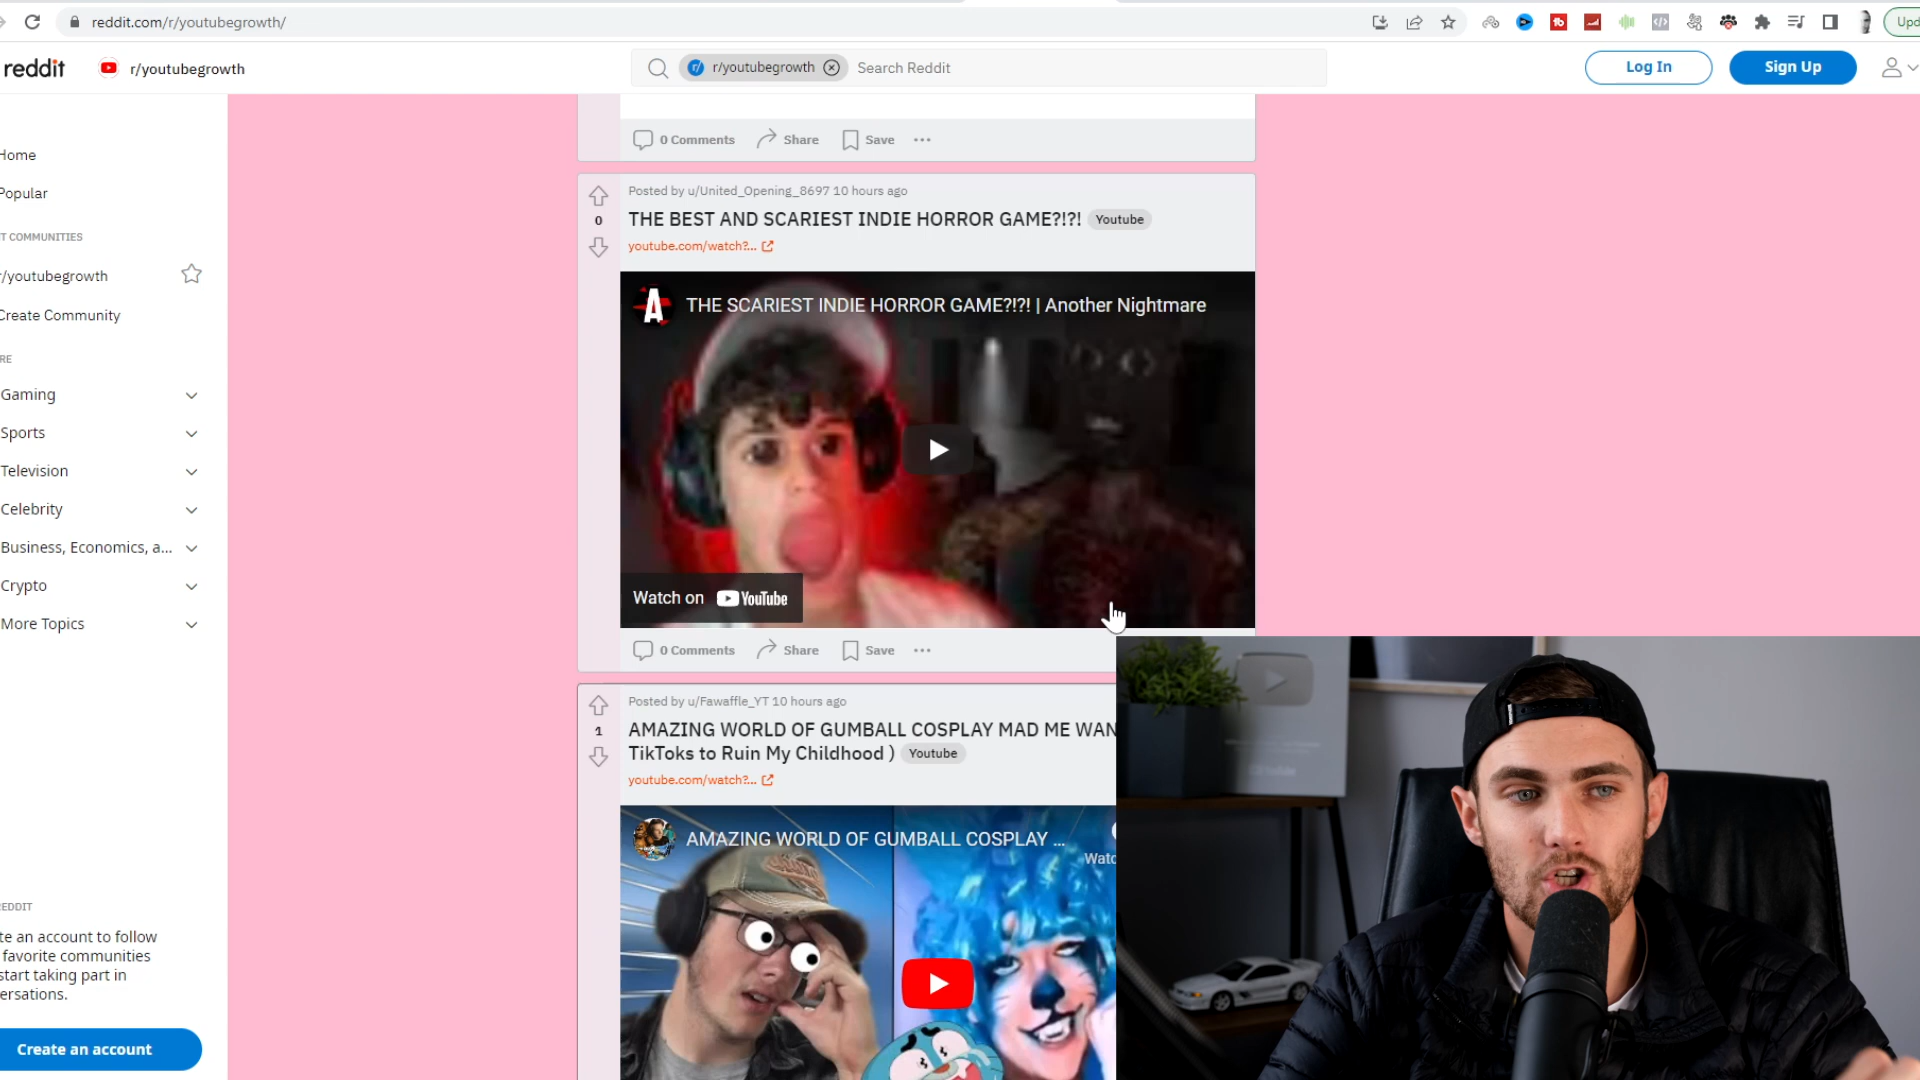 reddit.com/r/youtubegrowth/
Upd
reddit
r/youtubegrowth
r/
r/youtubegrowth
Search Reddit
Log In
Sign Up
Home
Popular
T COMMUNITIES
r/youtubegrowth
Create Community
RE
Gaming
Sports
Television
Celebrity
Business, Economics, a...
Crypto
More Topics
EDDIT
te an account to follow
favorite communities
start taking part in
ersations.
Create an account
0 Comments
Share
Save
Posted by u/United_Opening_8697 10 hours ago
0
THE BEST AND SCARIEST INDIE HORROR GAME?!?! Youtube
youtube.com/watch?...
THE SCARIEST INDIE HORROR GAME?!?! | Another Nightmare
Watch on YouTube
0 Comments
Share
Save
Posted by u/Fawaffle_YT 10 hours ago
1
AMAZING WORLD OF GUMBALL COSPLAY MAD ME WAN
TikToks to Ruin My Childhood ) Youtube
youtube.com/watch?...
AMAZING WORLD OF GUMBALL COSPLAY ...
Watc